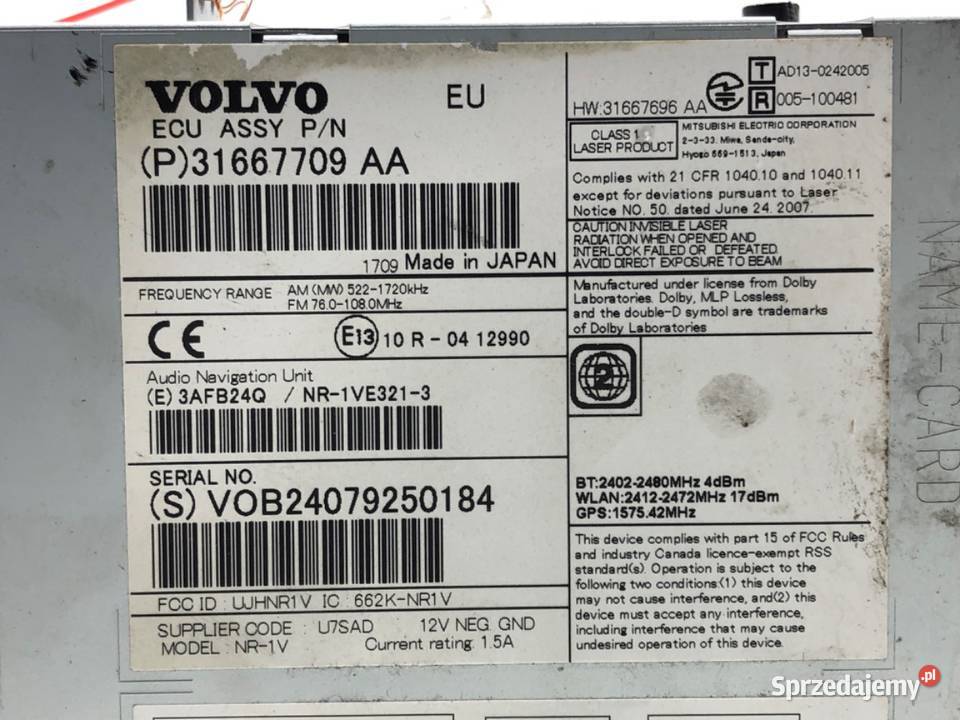 VOLVO EU
ECU ASSY P/N
(P)31667709 AA
1709 Made in JAPAN
FREQUENCY RANGE AM(MW) 522-1720kHz
FM 76.0-108.0MHz
CE E13 10 R - 04 12990
Audio Navigation Unit
(E) 3AFB24Q / NR-1VE321-3
SERIAL NO.
(S) VOB24079250184
FCC ID : UJHNR1V IC : 662K-NR1V
SUPPLIER CODE : U7SAD 12V NEG. GND
MODEL : NR-1V Current rating: 1.5A
HW:31667696 AA
T AD13-0242005
R 005-100481
CLASS 1
LASER PRODUCT
MITSUBISHI ELECTRIC CORPORATION
2-3-33, Miwa, Sanda-city,
Hyogo 669-1513, Japan
Complies with 21 CFR 1040.10 and 1040.11
except for deviations pursuant to Laser
Notice NO. 50, dated June 24, 2007.
CAUTION INVISIBLE LASER
RADIATION WHEN OPENED AND
INTERLOCK FAILED OR DEFEATED.
AVOID DIRECT EXPOSURE TO BEAM
Manufactured under license from Dolby
Laboratories. Dolby, MLP Lossless,
and the double-D symbol are trademarks
of Dolby Laboratories
2
BT:2402-2480MHz 4dBm
WLAN:2412-2472MHz 17dBm
GPS:1575.42MHz
This device complies with part 15 of FCC Rules
and industry Canada licence-exempt RSS
standard(s). Operation is subject to the
following two conditions:(1) this device
may not cause interference, and(2) this
device must accept any interference,
including interference that may cause
undesired operation of this device.
NAME-CARD
Sprzedajemy.pl